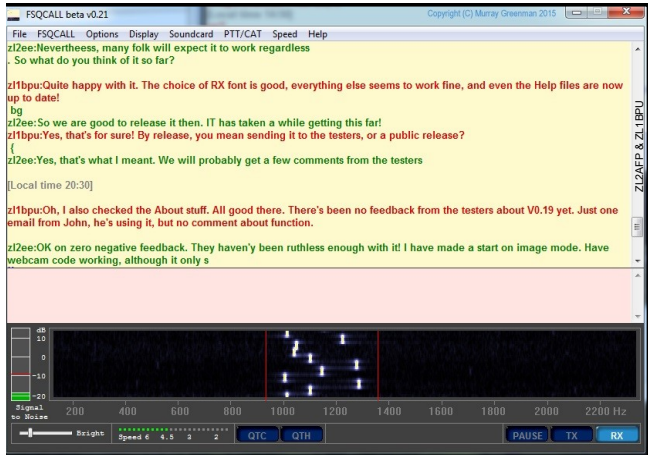 FSQCALL beta v0.21
Copyright (C) Murray Greenman 2015
File FSQCALL Options Display Soundcard PTT/CAT Speed Help
zl2ee:Nevertheess, many folk will expect it to work regardless
. So what do you think of it so far?
zl1bpu:Quite happy with it. The choice of RX font is good, everything else seems to work fine, and even the Help files are now
up to date!
bg
zl2ee:So we are good to release it then. IT has taken a while getting this far!
zl1bpu:Yes, that's for sure! By release, you mean sending it to the testers, or a public release?
{
zl2ee:Yes, that's what I meant. We will probably get a few comments from the testers
[Local time 20:30]
zl1bpu:Oh, I also checked the About stuff. All good there. There's been no feedback from the testers about V0.19 yet. Just one
email from John, he's using it, but no comment about function.
zl2ee:OK on zero negative feedback. They haven'y been ruthless enough with it! I have made a start on image mode. Have
webcam code working, although it only s
ZL2AFP & ZL1BPU
dB
10
0
-10
-20
Signal
to Noise
200 400 600 800 1000 1200 1400 1600 1800 2000 2200 Hz
Bright
Speed 6 4.5 3 2
QTC
QTH
PAUSE
TX
RX